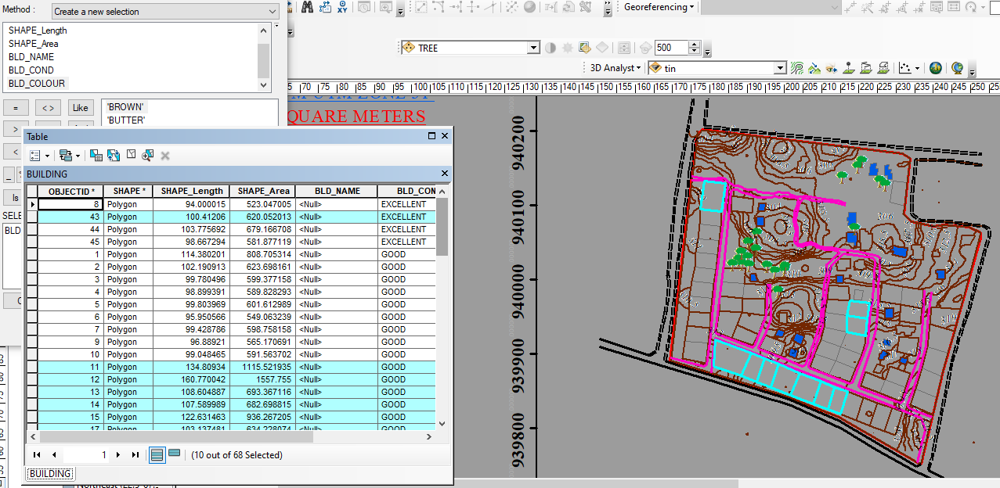 Method : Create a new selection
Georeferencing
SHAPE_Length
SHAPE_Area
BLD_NAME
BLD_COND
BLD_COLOUR
TREE 500
3D Analyst tin
75 80 85 90 95 100 105 110 115 120 125 130 135 140 145 150 155 160 165 170 175 180 185 190 195 200 205 210 215 220 225 230 235 240 245 250
= < > Like
'BROWN'
'BUTTER'
QUARE METERS
>
<
_
Is
SELE
BLD
Table
BUILDING
OBJECTID * SHAPE * SHAPE_Length SHAPE_Area BLD_NAME BLD_CON
8 Polygon 94.000015 523.047005 <Null> EXCELLENT
43 Polygon 100.41206 620.052013 <Null> EXCELLENT
44 Polygon 103.775692 679.166708 <Null> EXCELLENT
45 Polygon 98.667294 581.877119 <Null> EXCELLENT
1 Polygon 114.380201 808.705314 <Null> GOOD
2 Polygon 102.190913 623.698161 <Null> GOOD
3 Polygon 99.780496 599.377158 <Null> GOOD
4 Polygon 98.899391 589.828293 <Null> GOOD
5 Polygon 99.803969 601.612989 <Null> GOOD
6 Polygon 95.950566 549.063239 <Null> GOOD
7 Polygon 99.428786 598.758158 <Null> GOOD
9 Polygon 96.88921 565.170691 <Null> GOOD
10 Polygon 99.048465 591.563702 <Null> GOOD
11 Polygon 134.80934 1115.521935 <Null> GOOD
12 Polygon 160.770042 1557.755 <Null> GOOD
13 Polygon 108.604887 693.367116 <Null> GOOD
14 Polygon 107.589989 682.698815 <Null> GOOD
15 Polygon 122.631463 936.267205 <Null> GOOD
17 Polygon 103.137481 634.228074 <Null> GOOD
1 (10 out of 68 Selected)
BUILDING
940200
940100
940000
939900
939800